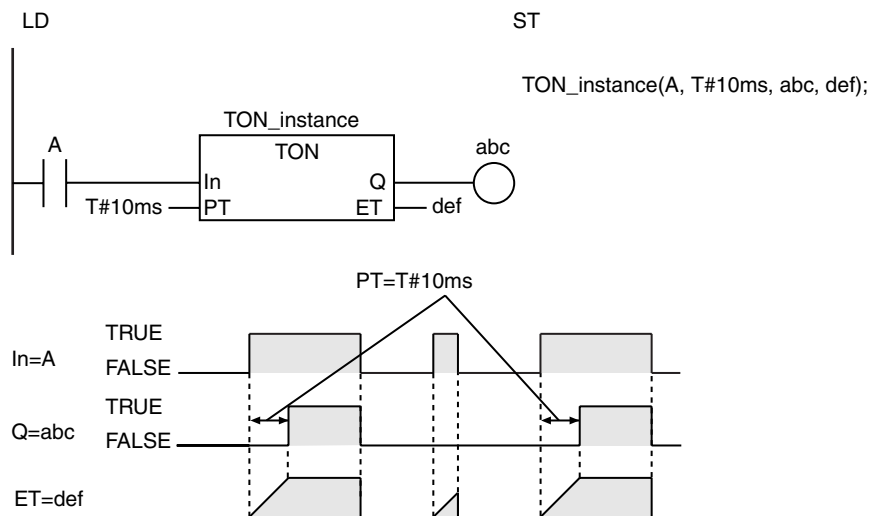 LD
ST
TON_instance(A, T#10ms, abc, def);
TON_instance
TON
A
abc
In
Q
T#10ms
PT
ET
def
PT=T#10ms
In=A
TRUE
FALSE
Q=abc
TRUE
FALSE
ET=def